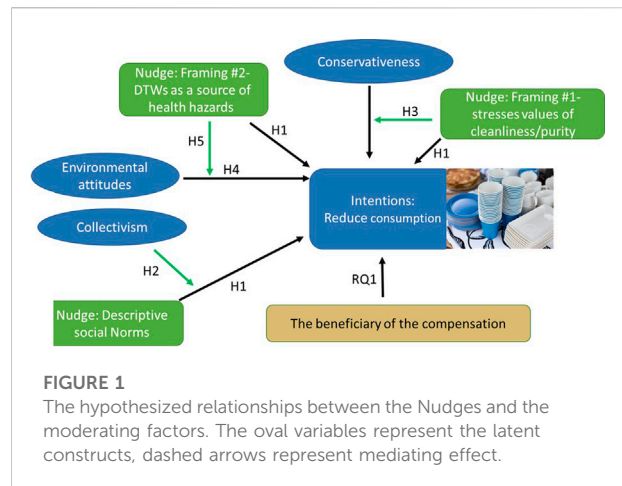 Conservativeness
Nudge: Framing #2-
DTWs as a source of
health hazards
Nudge: Framing #1-
stresses values of
cleanliness/purity
H3
H1
H1
H5
Environmental
attitudes
H4
Intentions:
Reduce consumption
Collectivism
H2
H1
RQ1
Nudge: Descriptive
social Norms
The beneficiary of the compensation
FIGURE 1
The hypothesized relationships between the Nudges and the
moderating factors. The oval variables represent the latent
constructs, dashed arrows represent mediating effect.